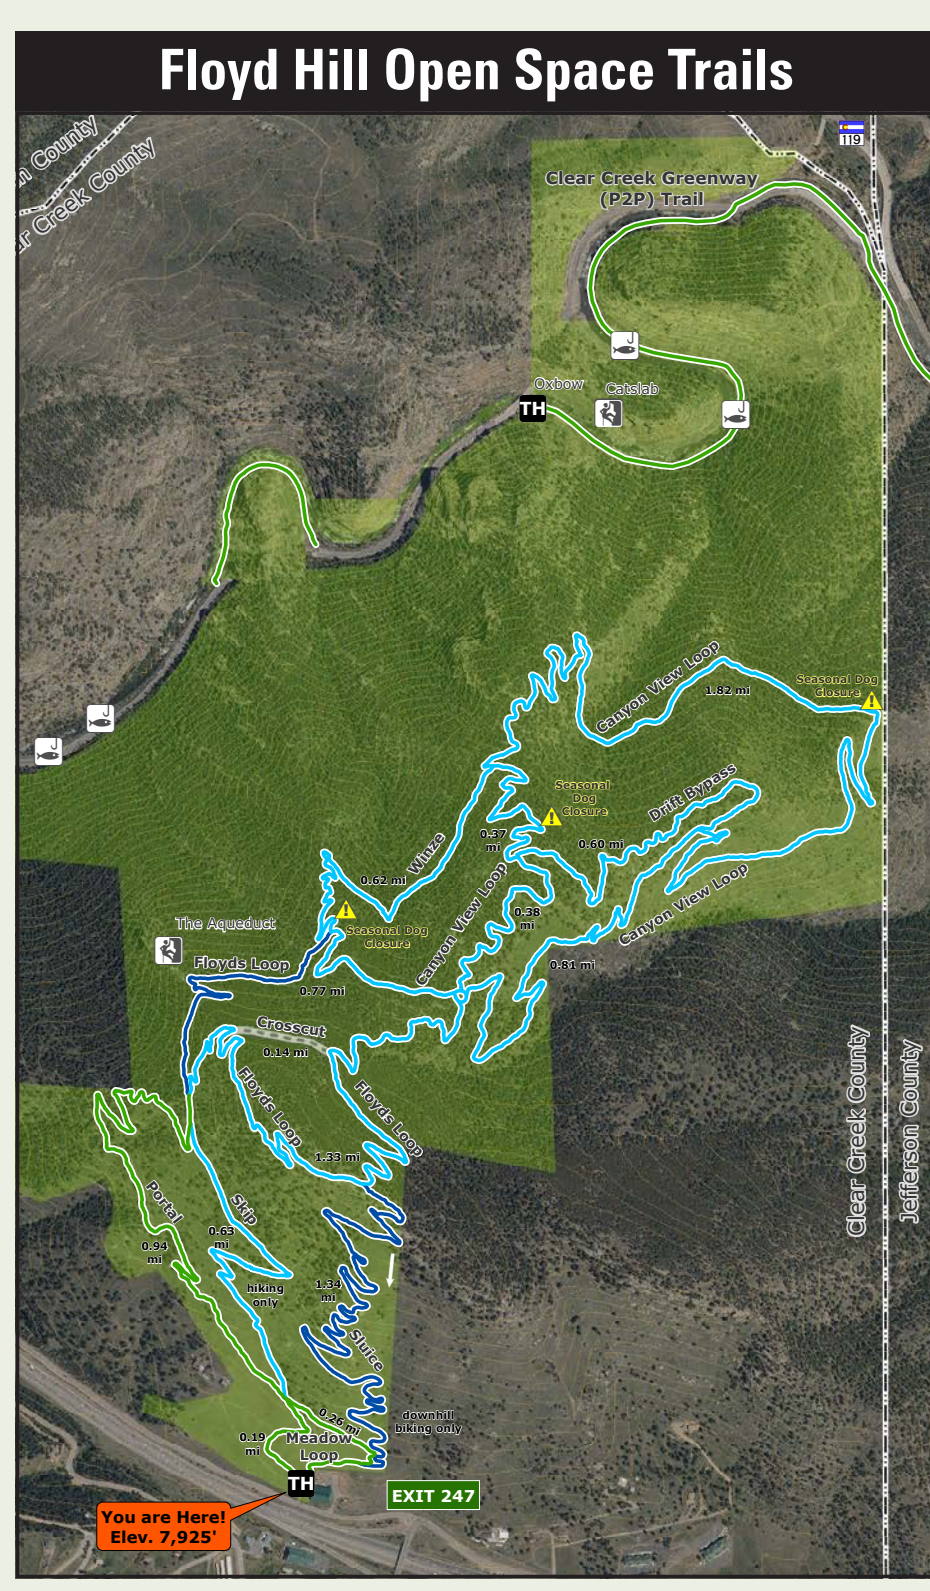 Floyd Hill Open Space Trails
County
Creek County
119
Clear Creek Greenway
(P2P) Trail
Oxbow
Catslab
TH
Canyon View Loop
1.82 mi
Seasonal Dog
Closure
Seasonal
Dog
Closure
Drift Bypass
0.60 mi
0.37
mi
Winze
0.62 mi
Canyon View Loop
0.38
mi
Canyon View Loop
0.81 mi
Seasonal Dog
Closure
The Aqueduct
Floyds Loop
0.77 mi
Crosscut
0.14 mi
Floyds Loop
Floyds Loop
1.33 mi
Clear Creek County
Jefferson County
Portal
0.94
mi
Skip
0.63
mi
hiking
only
1.34
mi
Sluice
downhill
biking only
0.26 mi
0.19
mi
Meadow
Loop
TH
EXIT 247
You are Here!
Elev. 7,925'